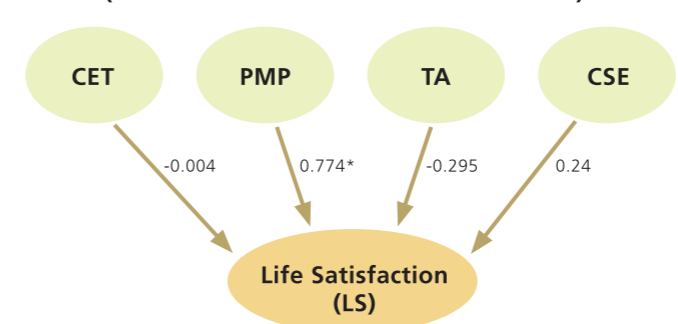 CET PMP TA CSE
-0.004 0.774* -0.295 0.24
Life Satisfaction
(LS)